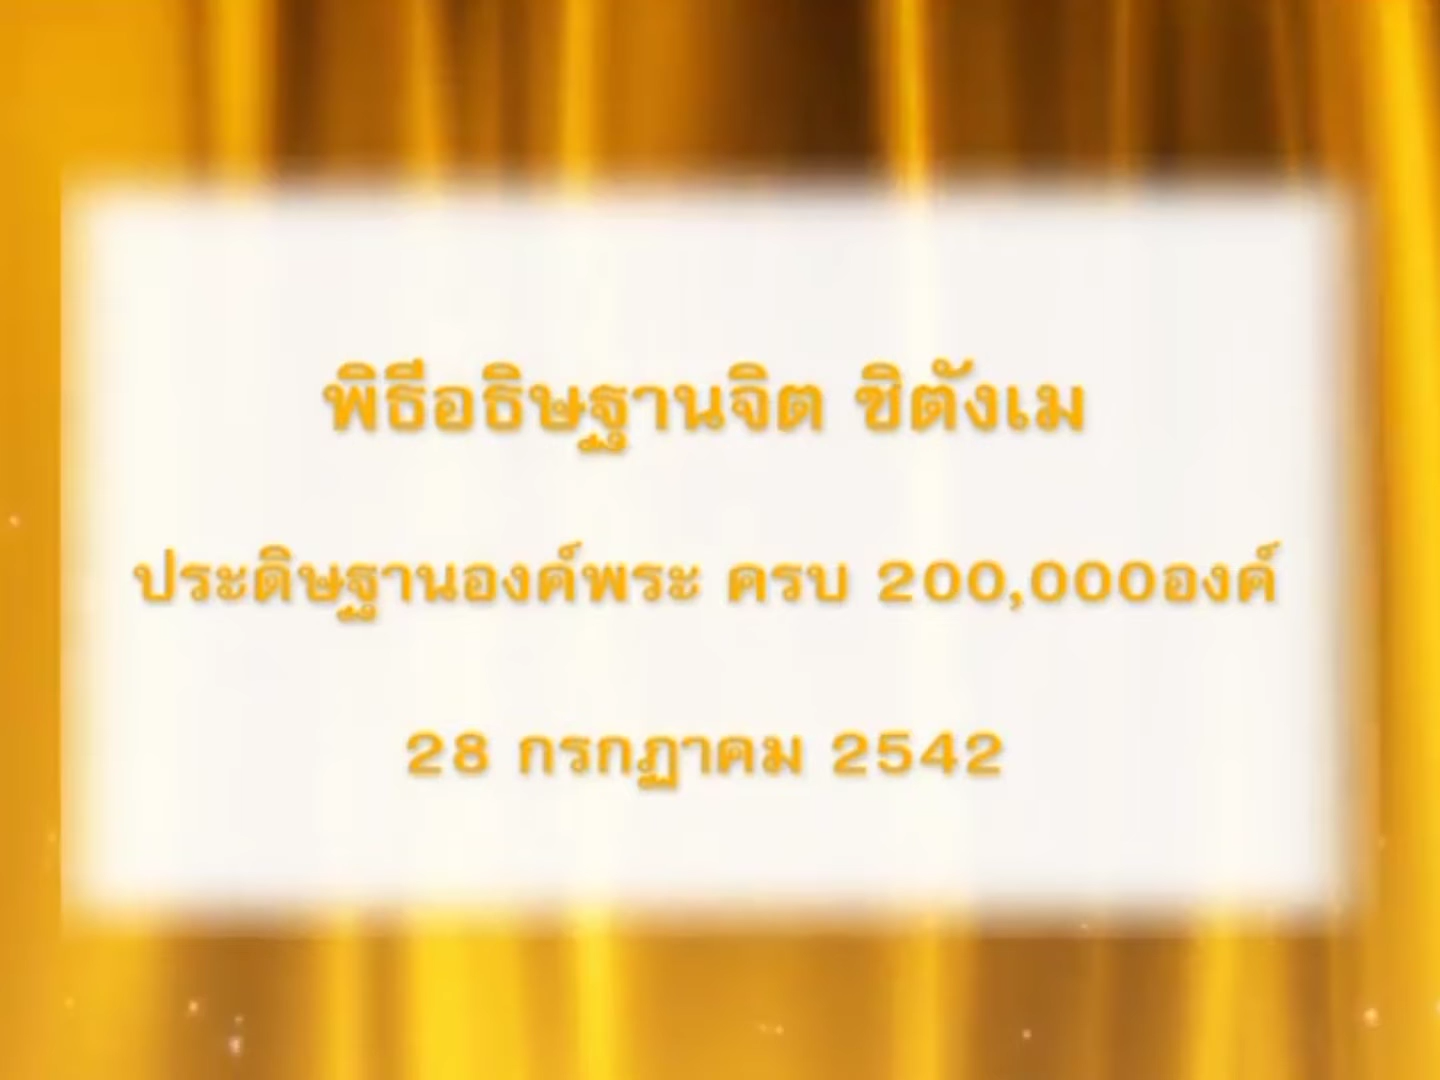 พิธีอธิษฐานจิต ชิตังเม
ประดิษฐานองค์พระ ครบ 200,000องค์
28 กรกฎาคม 2542